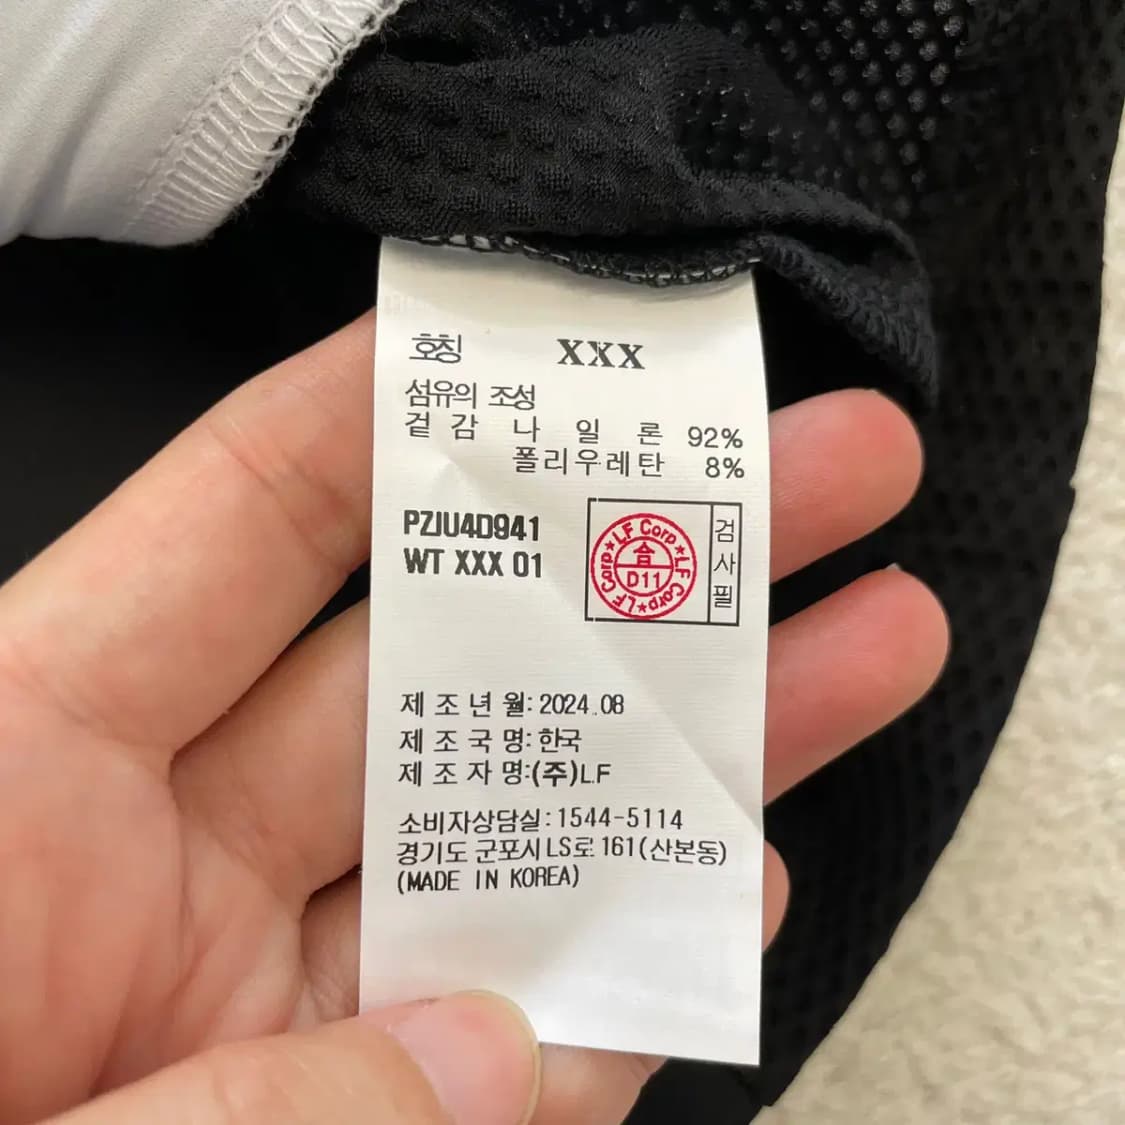 호칭 XXX
섬유의 조성
겉감 나일론 92%
폴리우레탄 8%
PZJU4D941
WT XXX 01
LF Corp★LF Corp★LF Corp★
合
D11
검사필
제조년월: 2024.08
제조국명: 한국
제조자명:(주)LF
소비자상담실: 1544-5114
경기도 군포시 LS로 161(산본동)
(MADE IN KOREA)